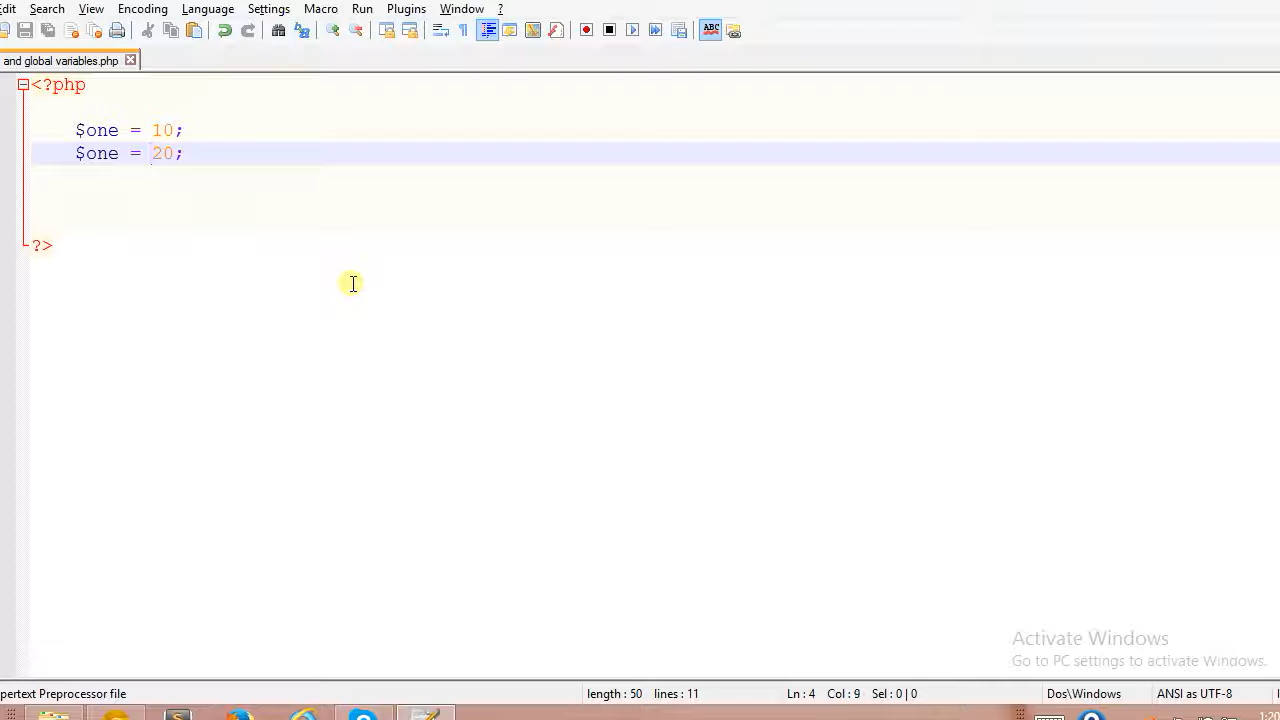 Edit Search View Encoding Language Settings Macro Run Plugins Window ?
ABC
and global variables.php
<?php
$one = 10;
$one = 20;
?>
Activate Windows
Go to PC settings to activate Windows.
pertext Preprocessor file length : 50 lines : 11 Ln : 4 Col : 9 Sel : 0 | 0 Dos\Windows ANSI as UTF-8